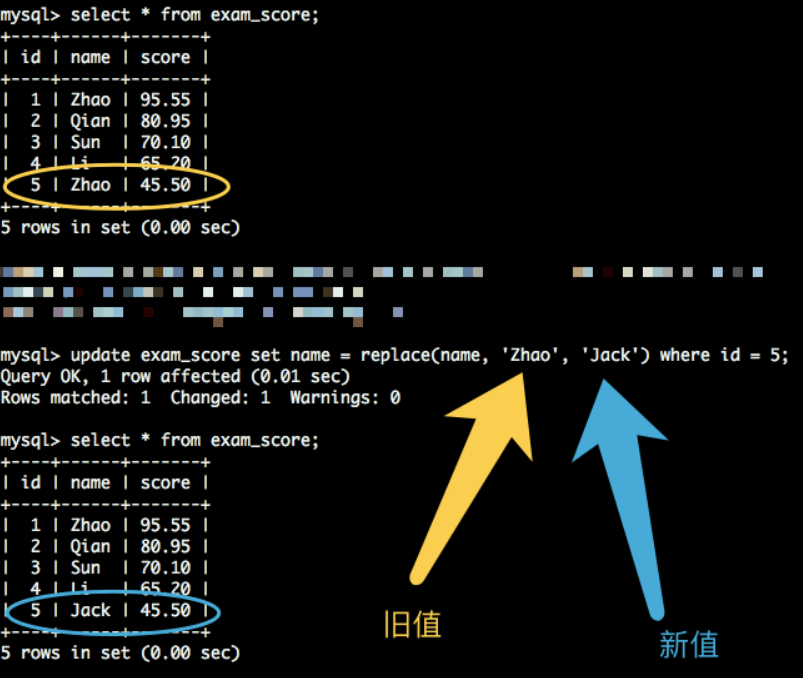 mysql> select * from exam_score;
+----+------+-------+
| id | name | score |
+----+------+-------+
| 1 | Zhao | 95.55 |
| 2 | Qian | 80.95 |
| 3 | Sun | 70.10 |
| 4 | Li | 65.20 |
| 5 | Zhao | 45.50 |
+----+------+-------+
5 rows in set (0.00 sec)
mysql> update exam_score set name = replace(name, 'Zhao', 'Jack') where id = 5;
Query OK, 1 row affected (0.01 sec)
Rows matched: 1 Changed: 1 Warnings: 0
mysql> select * from exam_score;
+----+------+-------+
| id | name | score |
+----+------+-------+
| 1 | Zhao | 95.55 |
| 2 | Qian | 80.95 |
| 3 | Sun | 70.10 |
| 4 | Li | 65.20 |
| 5 | Jack | 45.50 |
+----+------+-------+
5 rows in set (0.00 sec)
旧值
新值